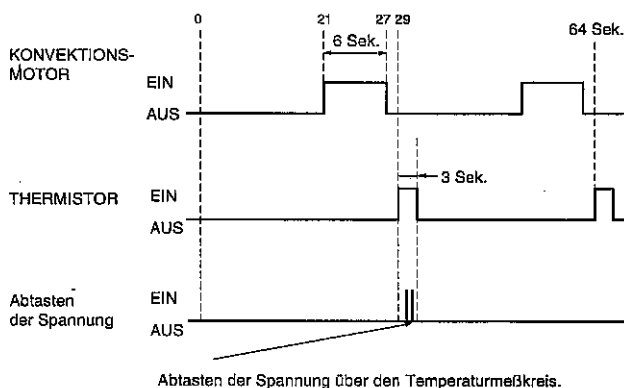 0 21 27 29
64 Sek.
6 Sek.
KONVEKTIONS-
MOTOR
EIN
AUS
3 Sek.
THERMISTOR
EIN
AUS
Abtasten
der Spannung
EIN
AUS
Abtasten der Spannung über den Temperaturmeßkreis.